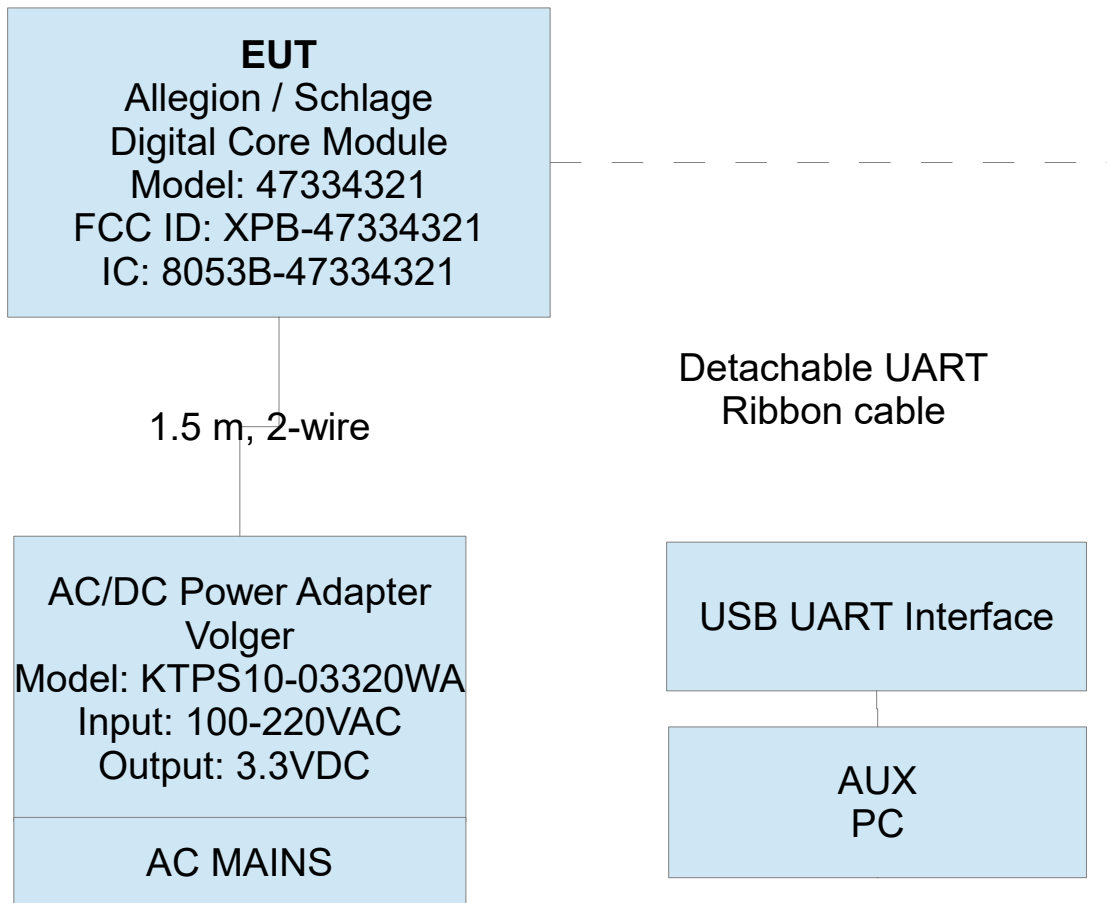 EUT
Allegion / Schlage
Digital Core Module
Model: 47334321
FCC ID: XPB-47334321
IC: 8053B-47334321
Detachable UART
Ribbon cable
1.5 m, 2-wire
AC/DC Power Adapter
Volger
Model: KTPS10-03320WA
Input: 100-220VAC
Output: 3.3VDC
AC MAINS
USB UART Interface
AUX
PC